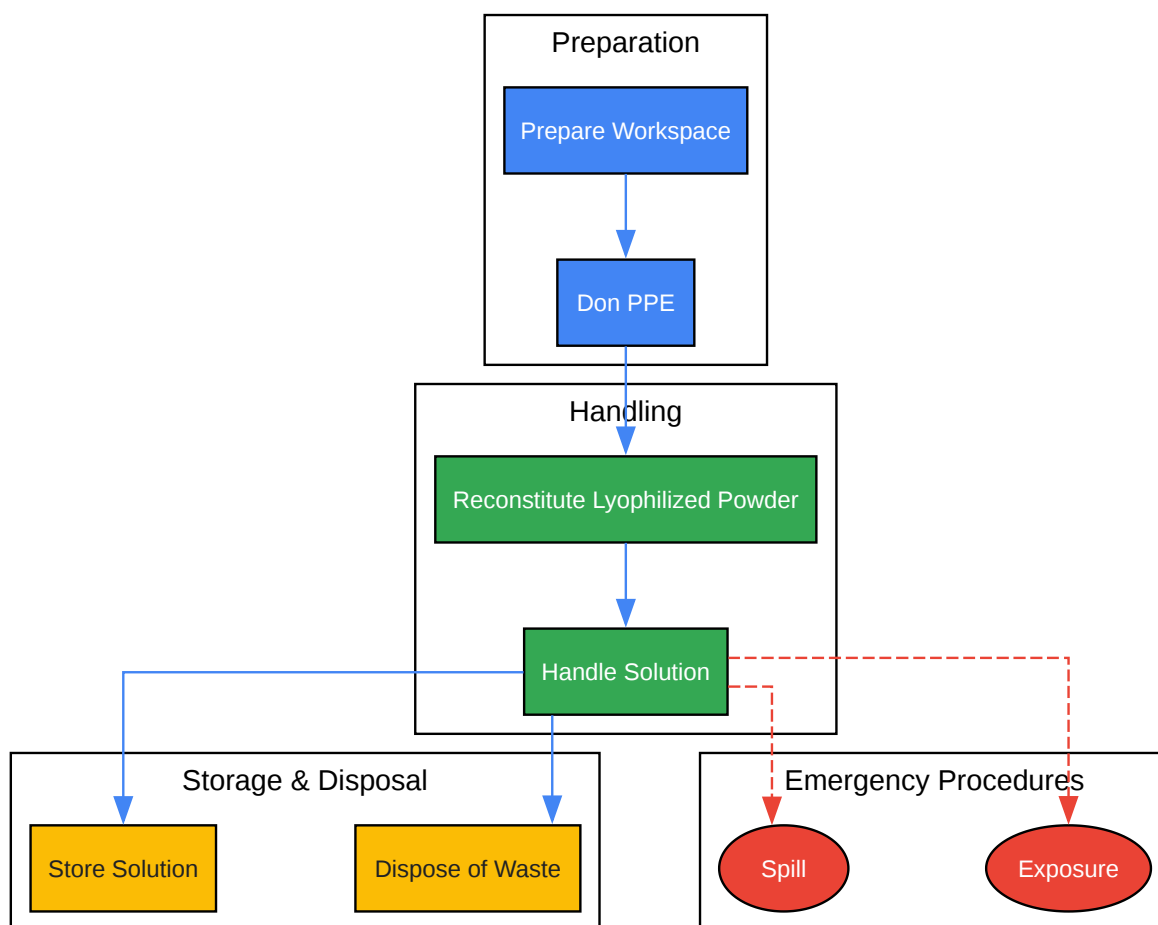 Preparation
Prepare Workspace
Don PPE
Handling
Reconstitute Lyophilized Powder
Handle Solution
Storage & Disposal
Emergency Procedures
Store Solution
Dispose of Waste
Spill
Exposure